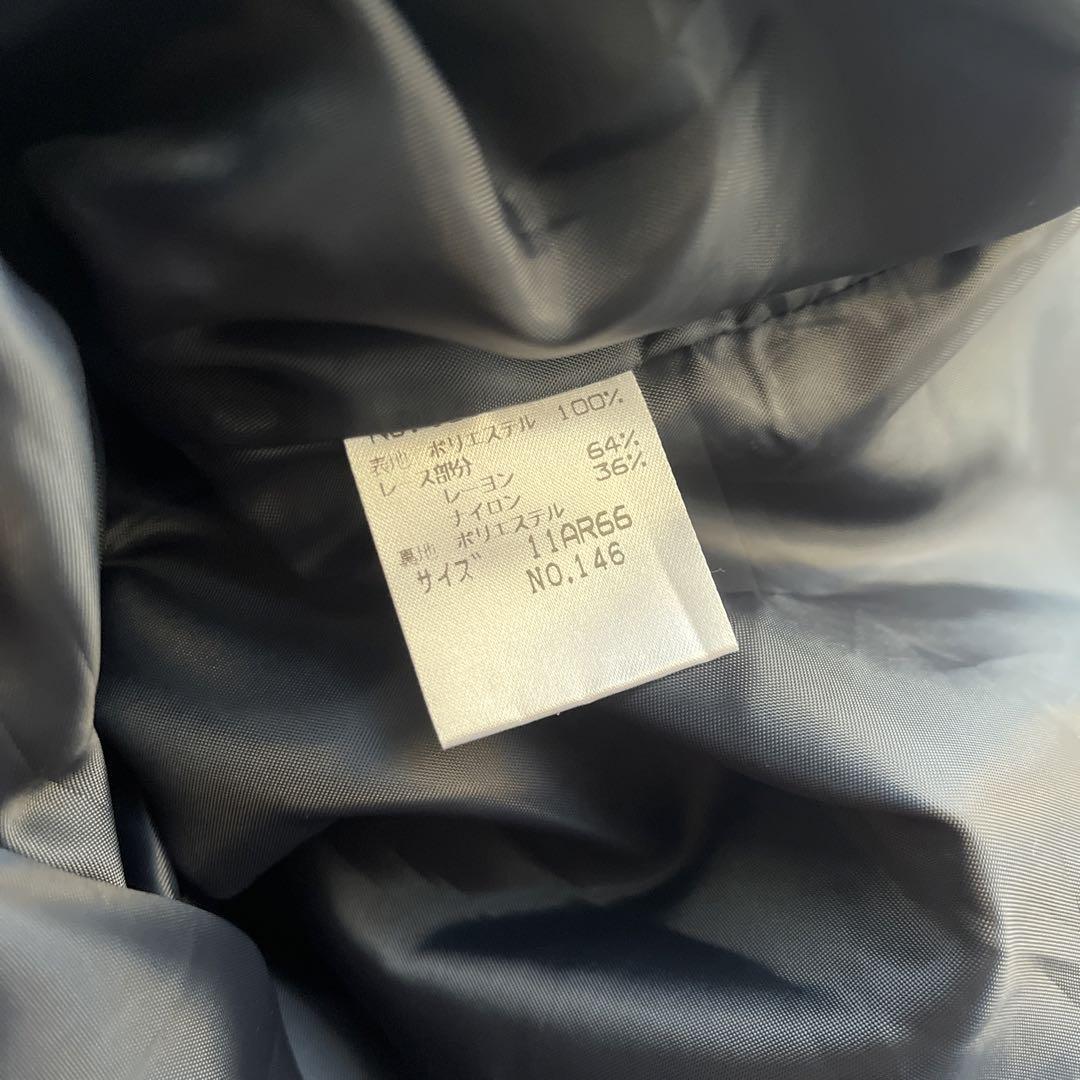 表地 ポリエステル 100%
レース部分
レーヨン 64%
ナイロン 36%
裏地 ポリエステル
サイズ 11AR66
NO.146